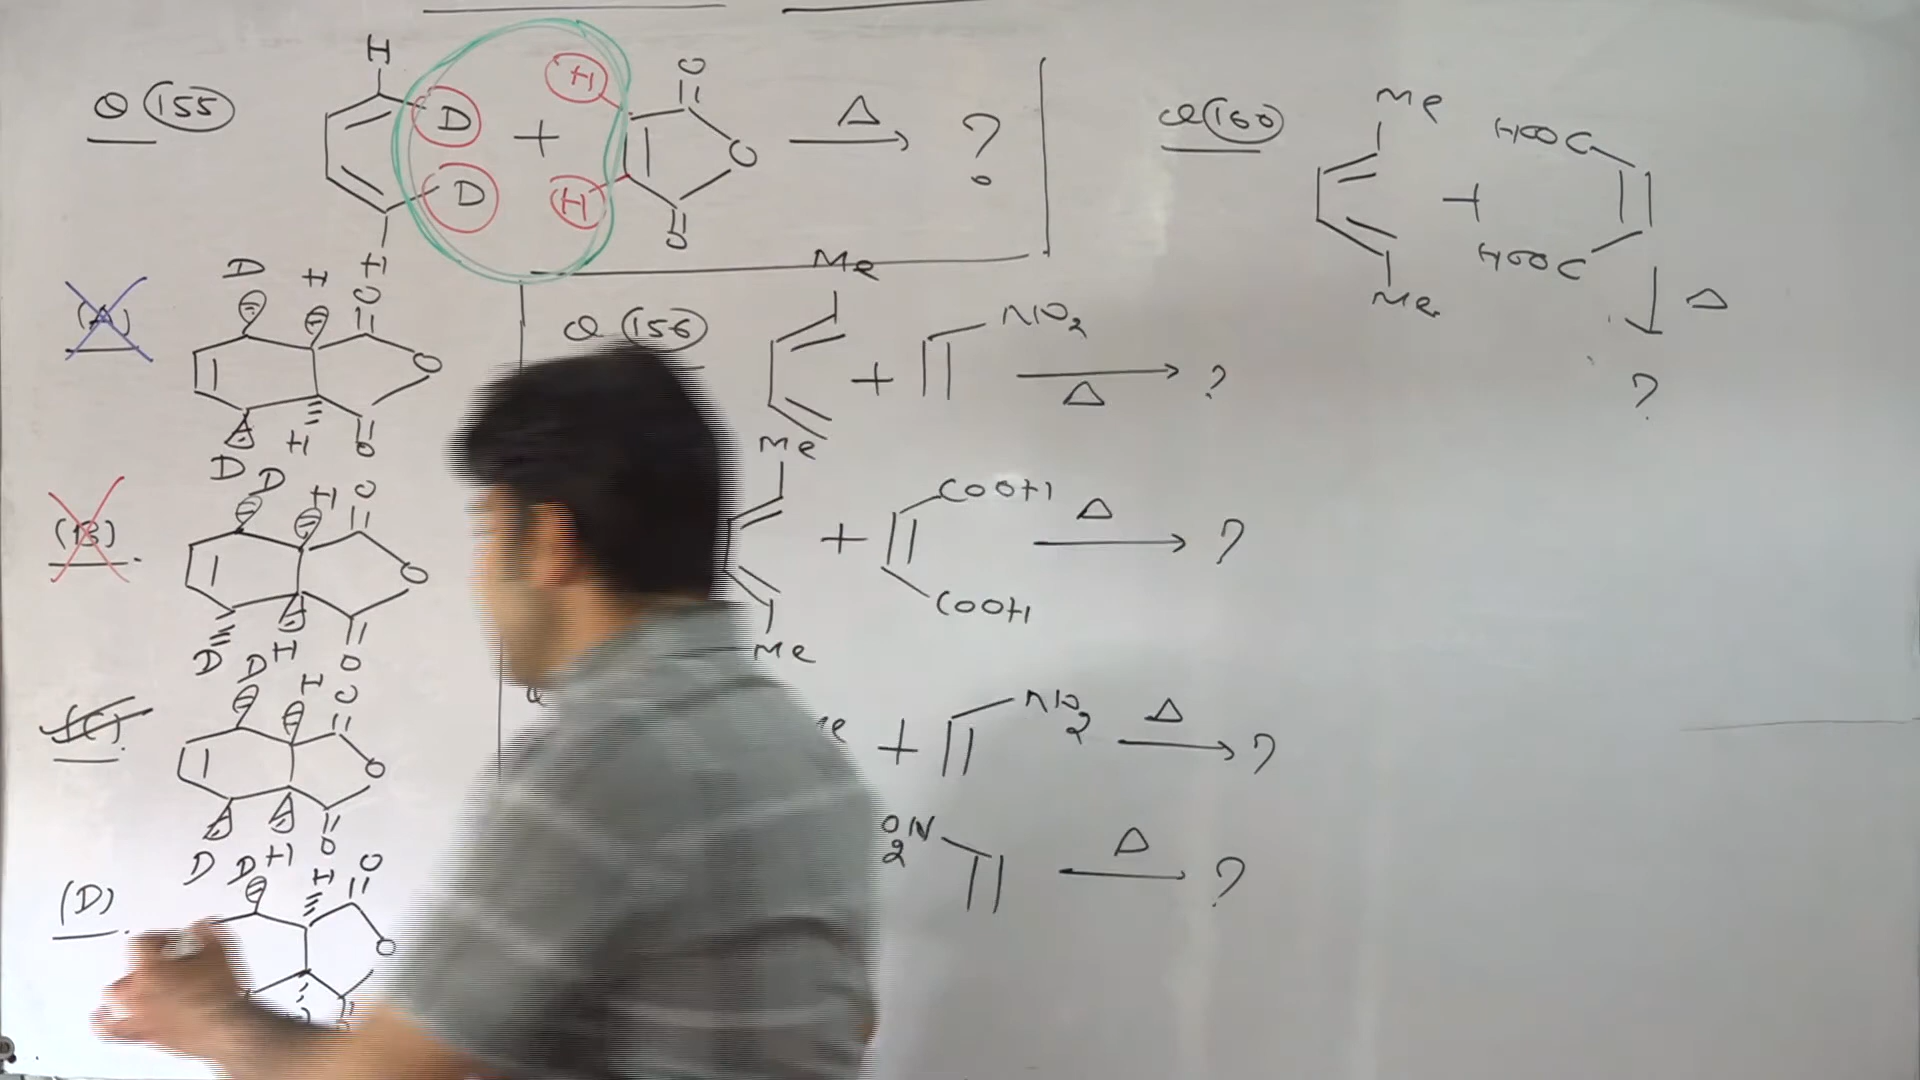 Q 155
H
D
D
H
+
H
H
O
O
O
Δ
?
(A)
D
H
O
O
O
D
H
(B)
D
H
O
O
O
D
H
(C)
D
H
O
O
O
D
H
(D)
D
H
O
O
Q 156
Me
+
NO2
Δ
?
Me
Me
+
COOH
COOH
Δ
?
Q
+
NO2
Δ
?
O2N
Δ
?
Q 160
Me
Me
+
HOOC
HOOC
Δ
?